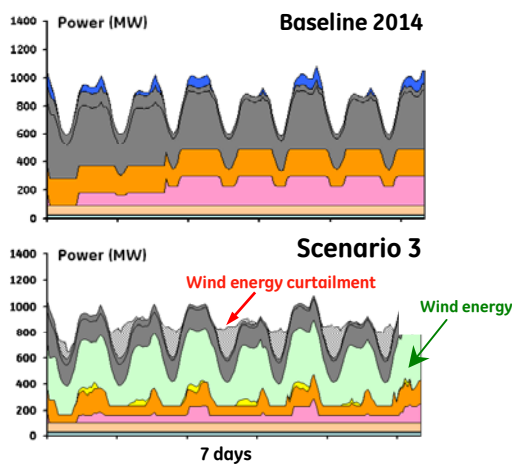 Baseline 2014
Power (MW)
1400
1200
1000
800
600
400
200
0
Scenario 3
Power (MW)
1400
1200
1000
800
600
400
200
0
Wind energy curtailment
Wind energy
7 days